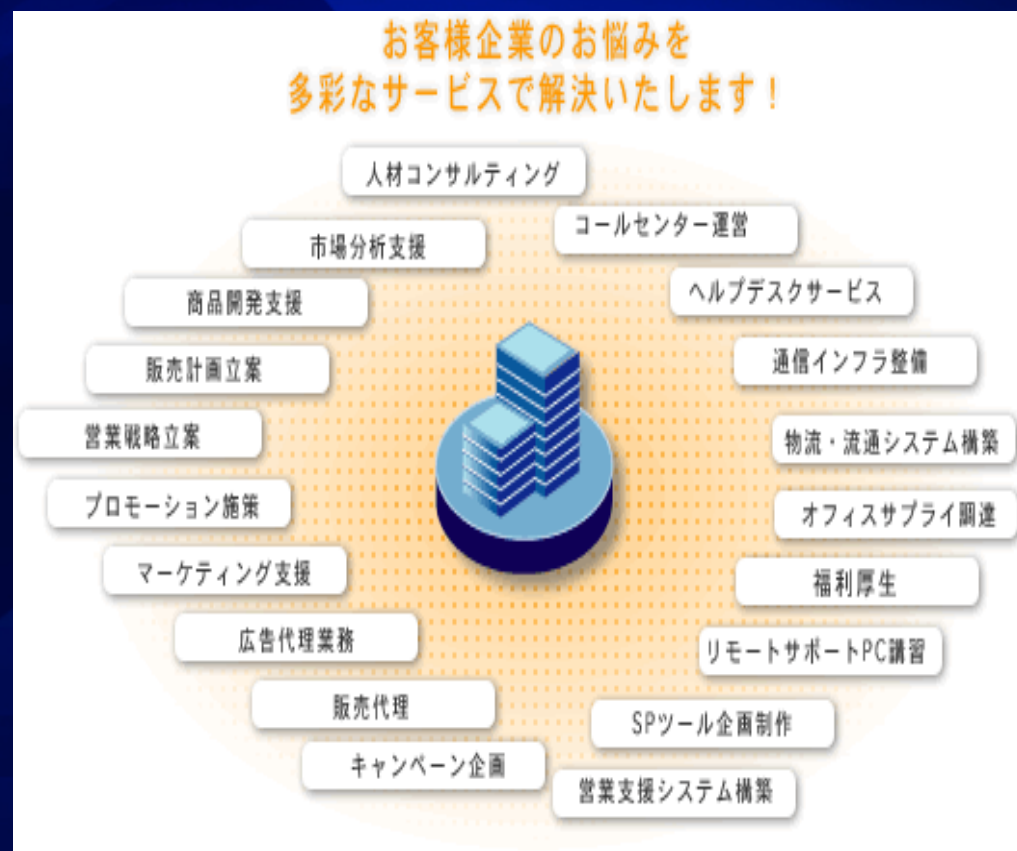 お客様企業のお悩みを
多彩なサービスで解決いたします！
人材コンサルティング
コールセンター運営
市場分析支援
ヘルプデスクサービス
商品開発支援
通信インフラ整備
販売計画立案
営業戦略立案
物流・流通システム構築
プロモーション施策
オフィスサプライ調達
マーケティング支援
福利厚生
広告代理業務
リモートサポートPC講習
販売代理
SPツール企画制作
キャンペーン企画
営業支援システム構築